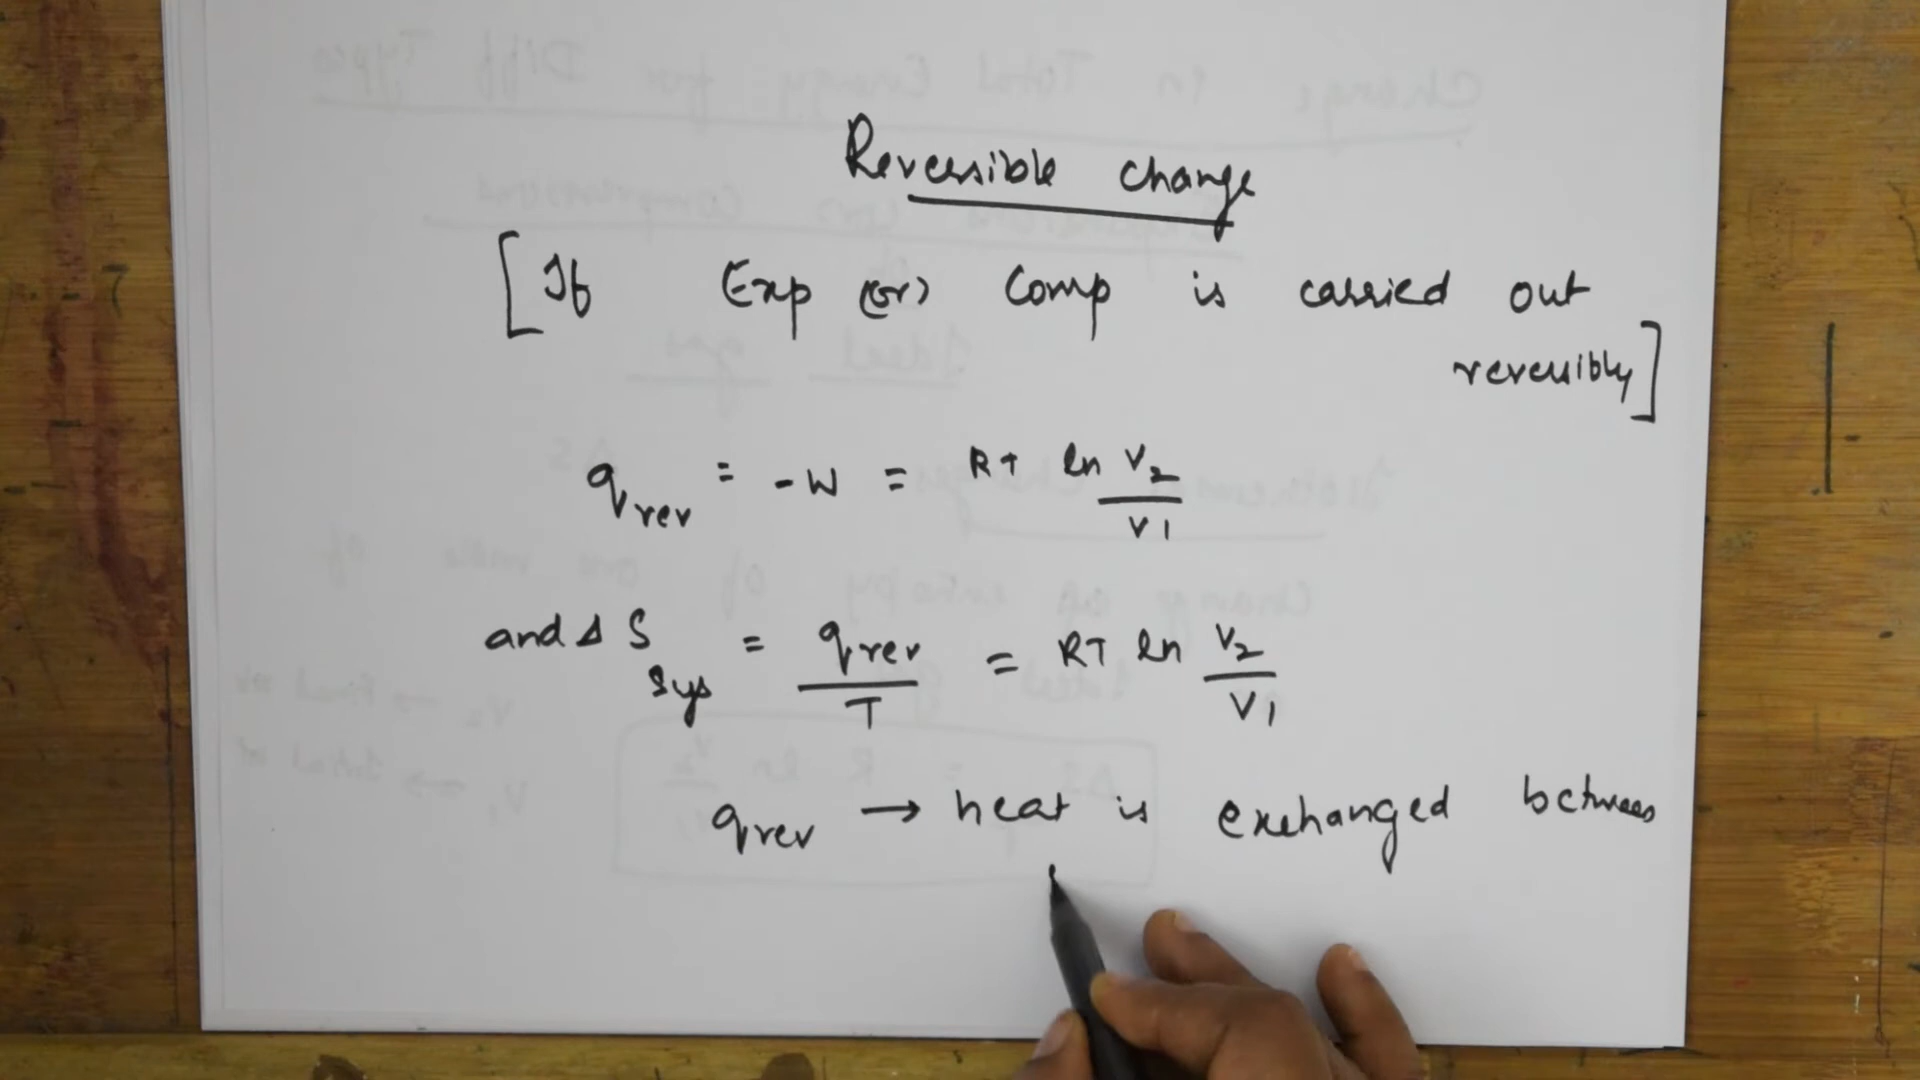 Reversible change
[If Exp (or) Comp is carried out
reversibly]
qrev = -W = RT ln V2/V1
and Δ S sys = qrev/T = RT ln V2/V1
qrev → heat is exchanged between